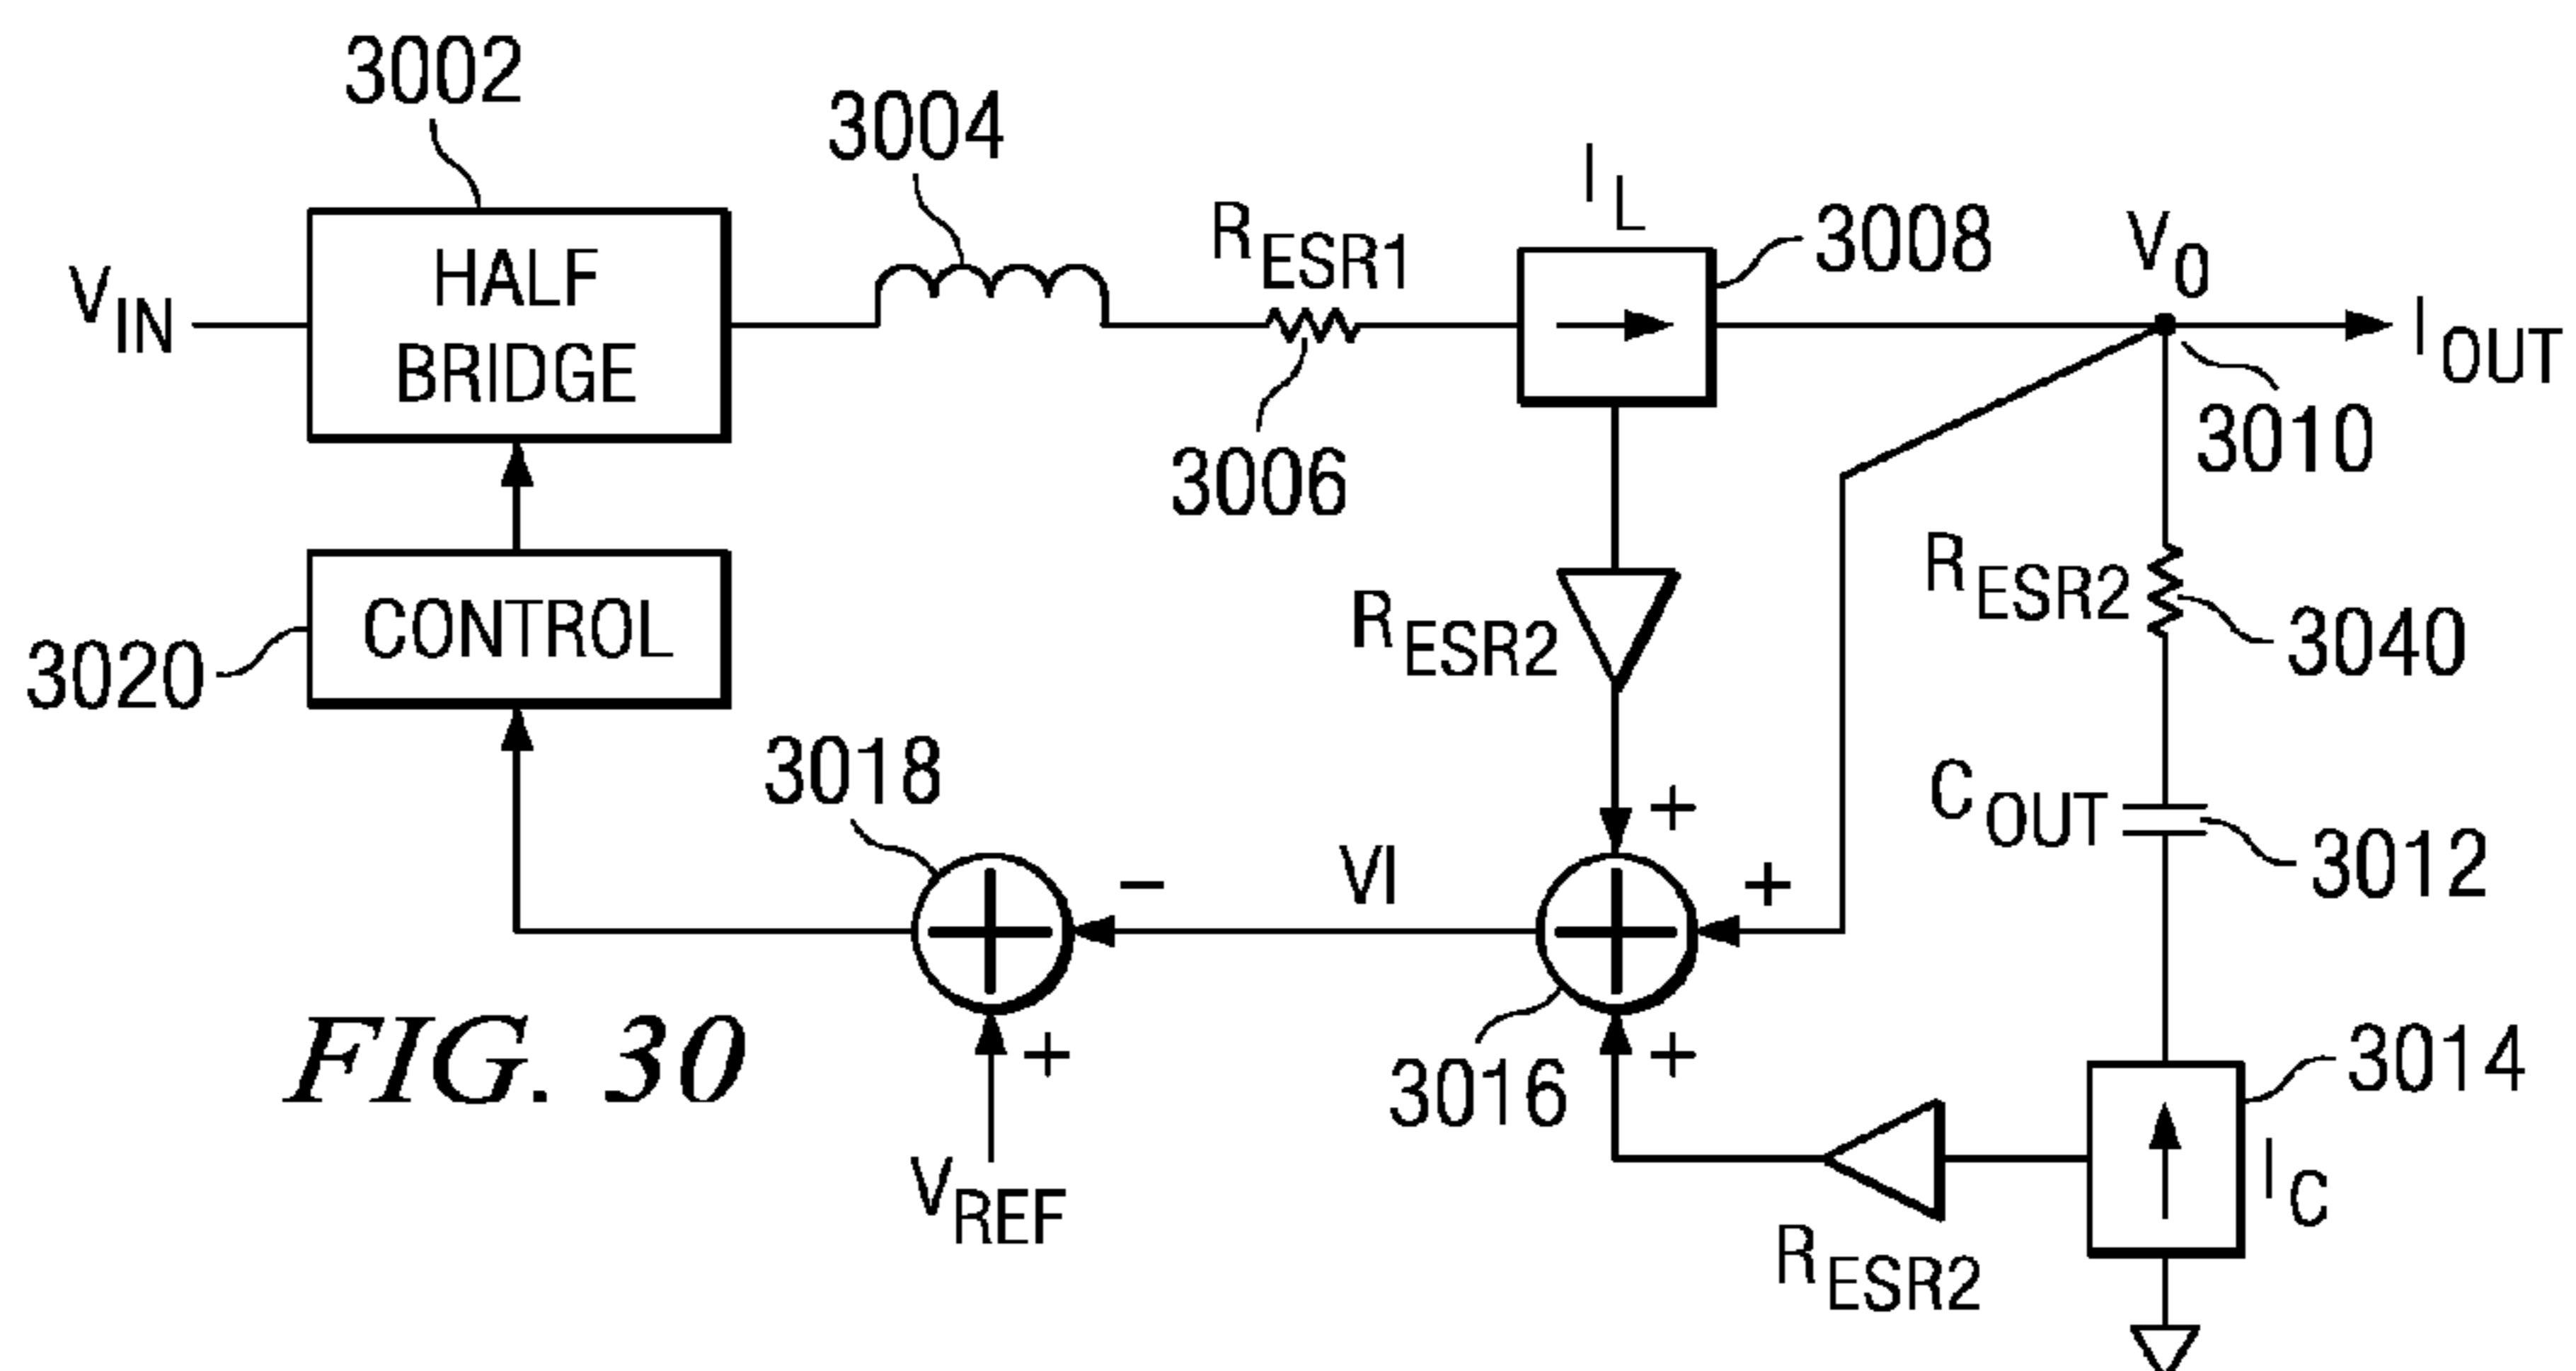 3002
3004
I_L
V_IN
HALF
BRIDGE
R_ESR1
3008
V_O
I_OUT
3006
3010
3020
CONTROL
R_ESR2
R_ESR2
3040
3018
+
C_OUT
3012
−
VI
+
FIG. 30
+
V_REF
3016
+
R_ESR2
3014
I_C